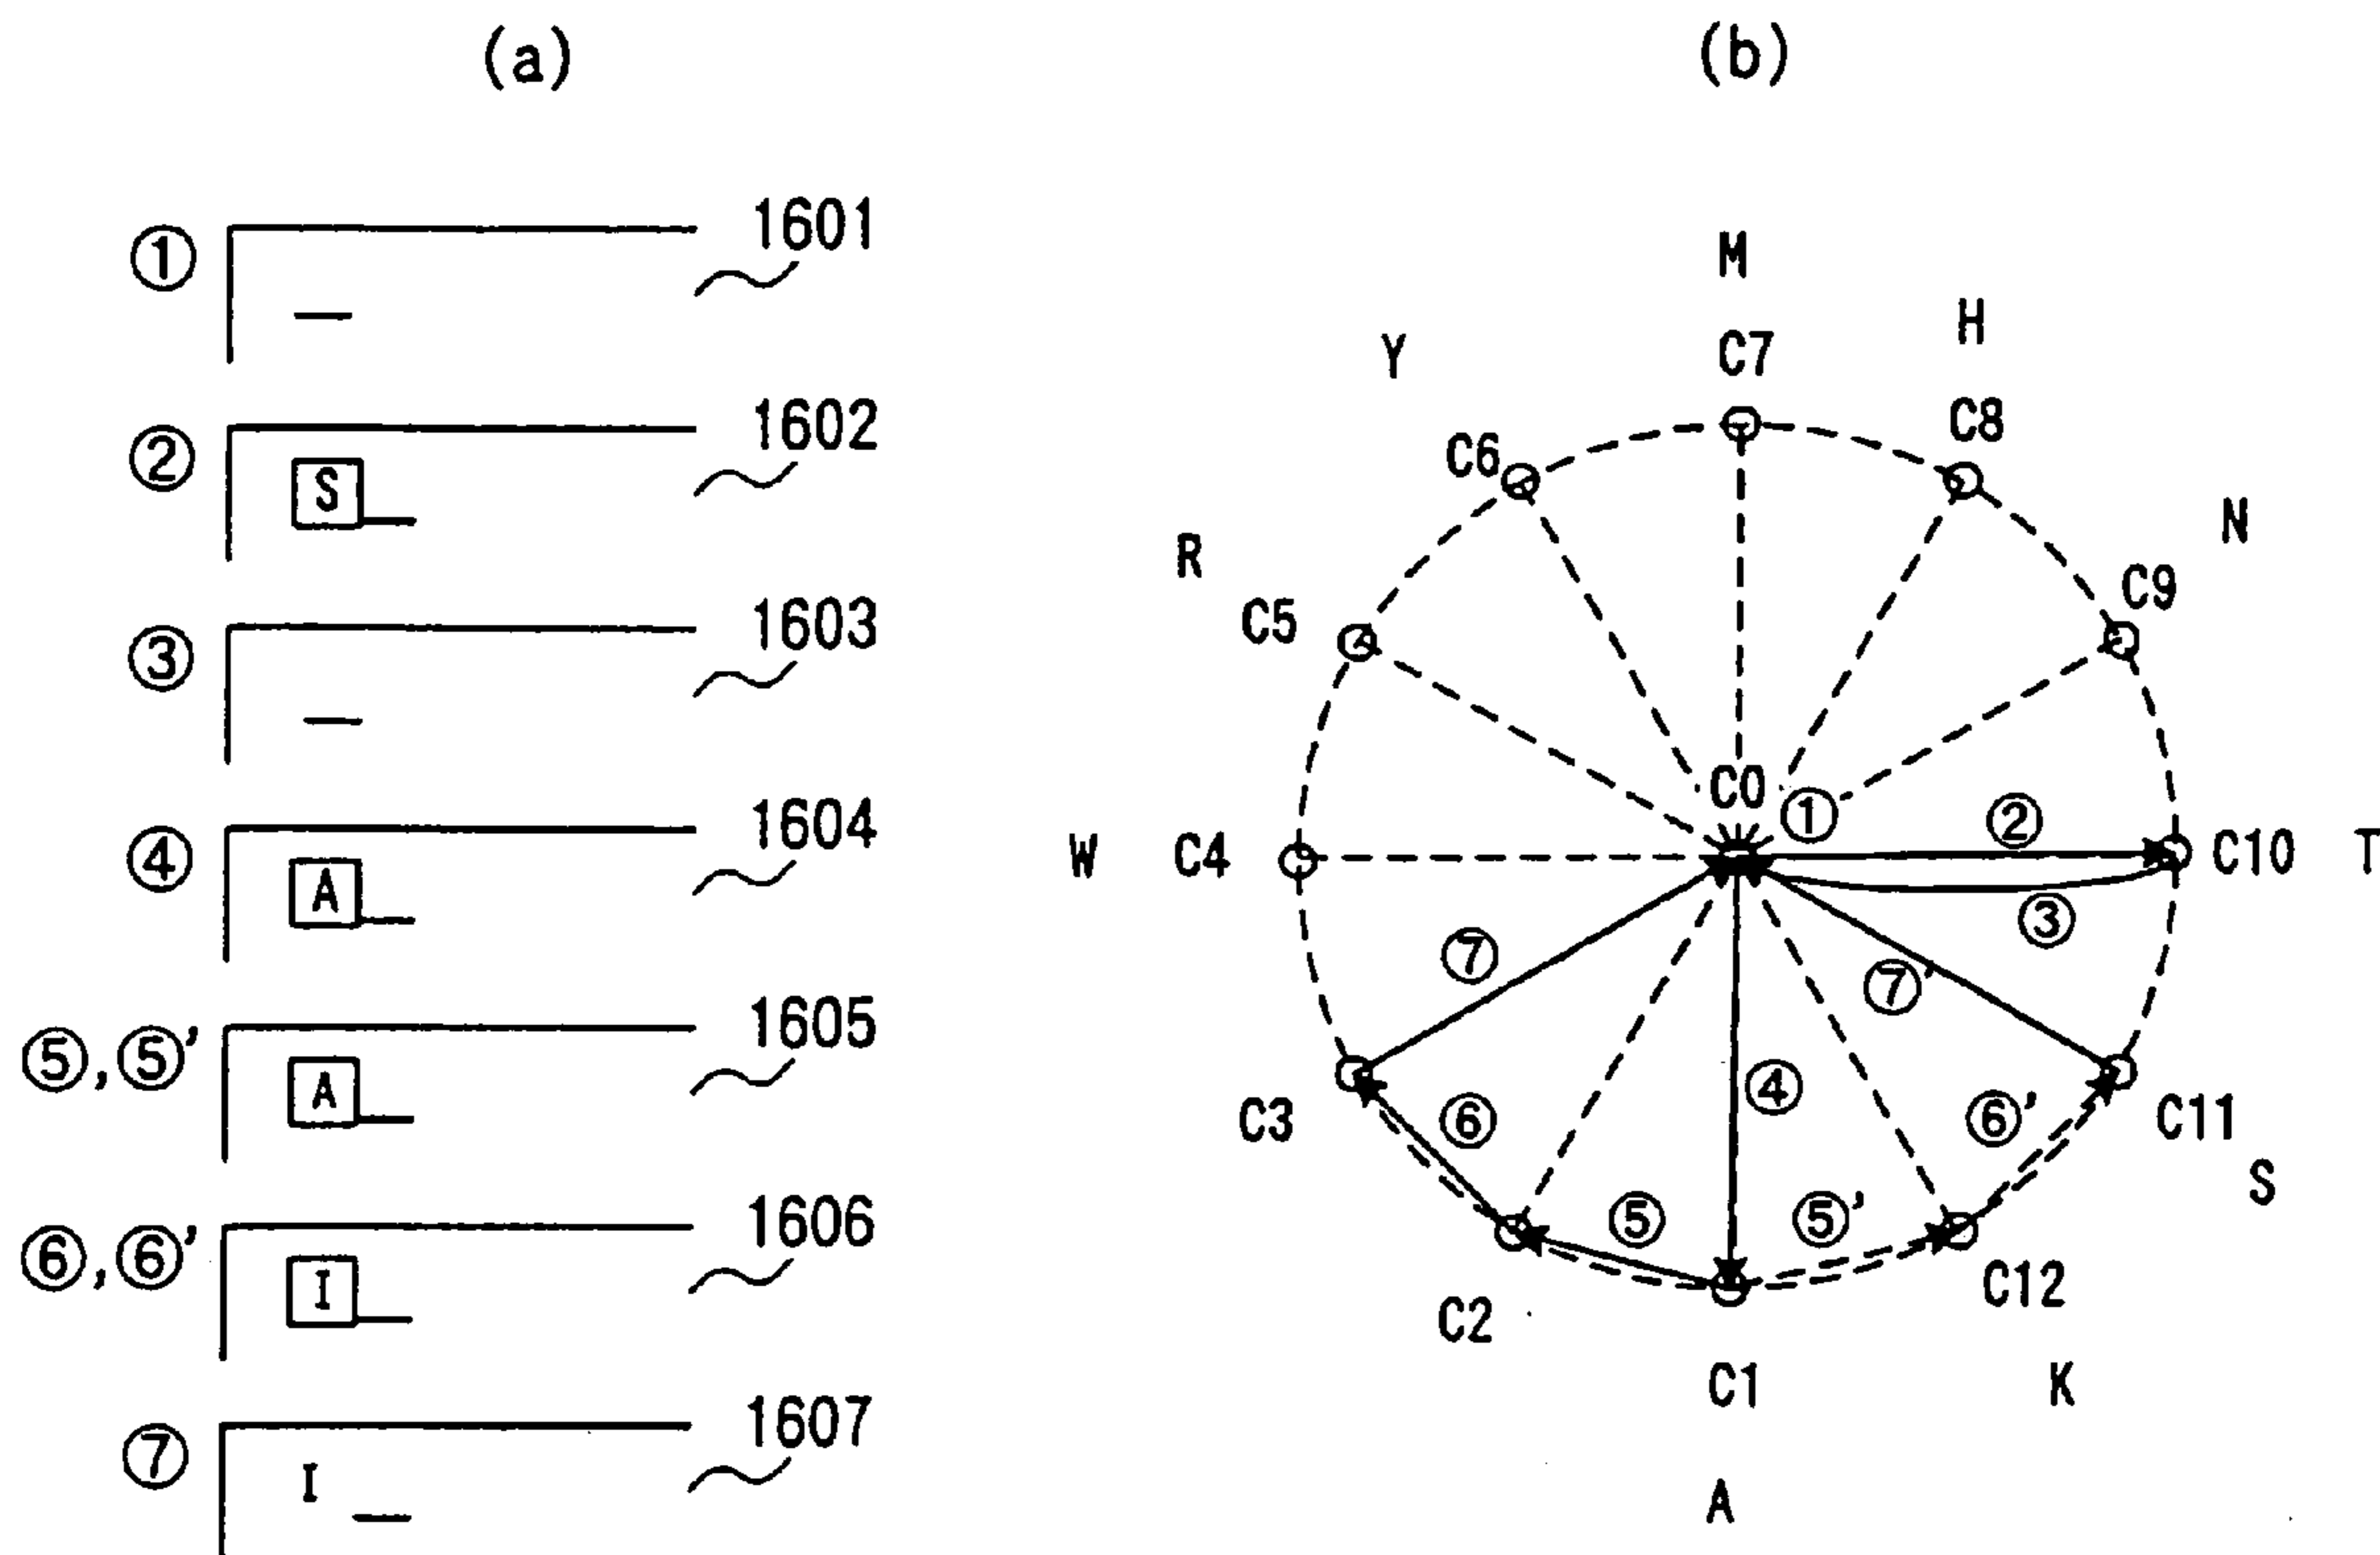 (a)
① 1601
② S 1602
③ 1603
④ A 1604
⑤,⑤' A 1605
⑥,⑥' I 1606
⑦ I 1607
(b)
M
H
Y C7
C6 C8
R N
C5 C9
C0 ① ②
W C4 C10 T
③
⑦ ⑦'
④
C3 ⑥ ⑥' C11
S
⑤ ⑤'
C2 C12
C1 K
A